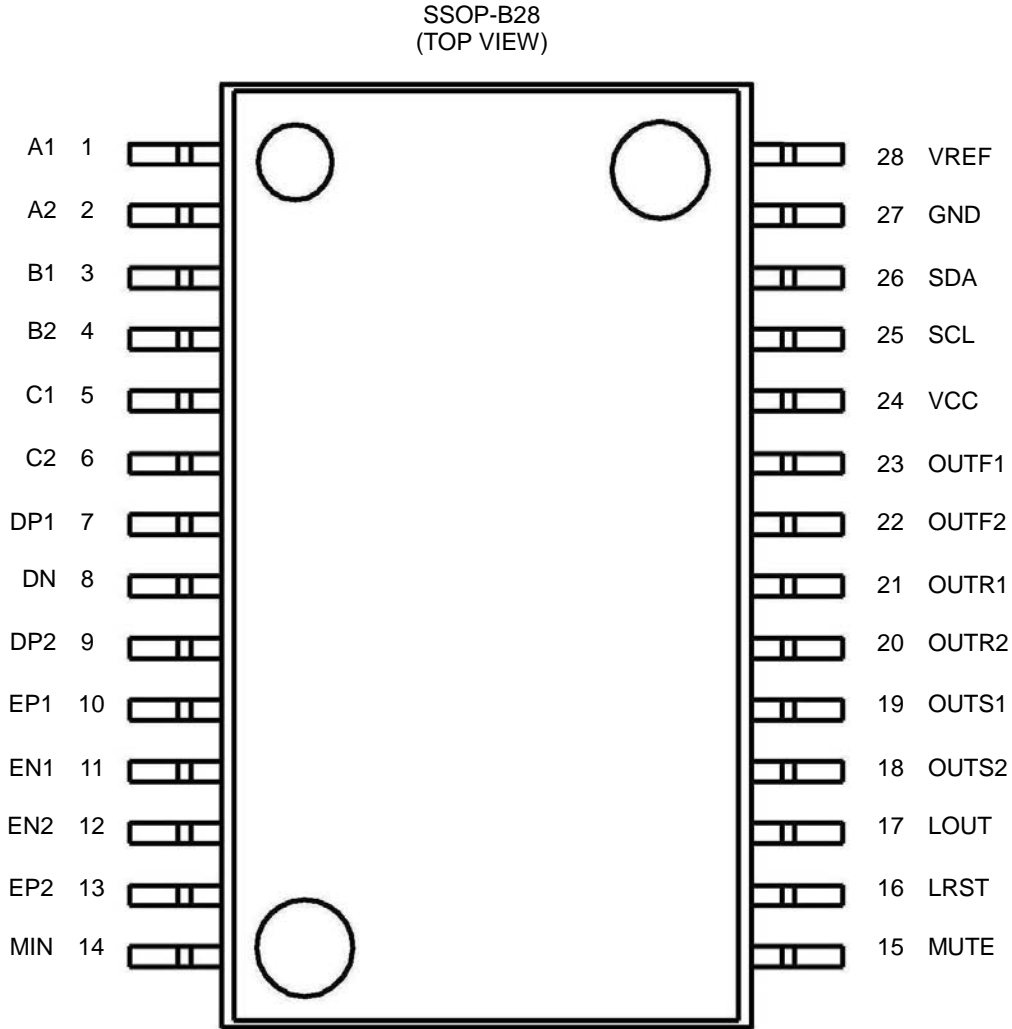 SSOP-B28
(TOP VIEW)
A1 1
28 VREF
A2 2
27 GND
B1 3
26 SDA
B2 4
25 SCL
C1 5
24 VCC
C2 6
23 OUTF1
DP1 7
22 OUTF2
DN 8
21 OUTR1
DP2 9
20 OUTR2
EP1 10
19 OUTS1
EN1 11
18 OUTS2
EN2 12
17 LOUT
EP2 13
16 LRST
MIN 14
15 MUTE